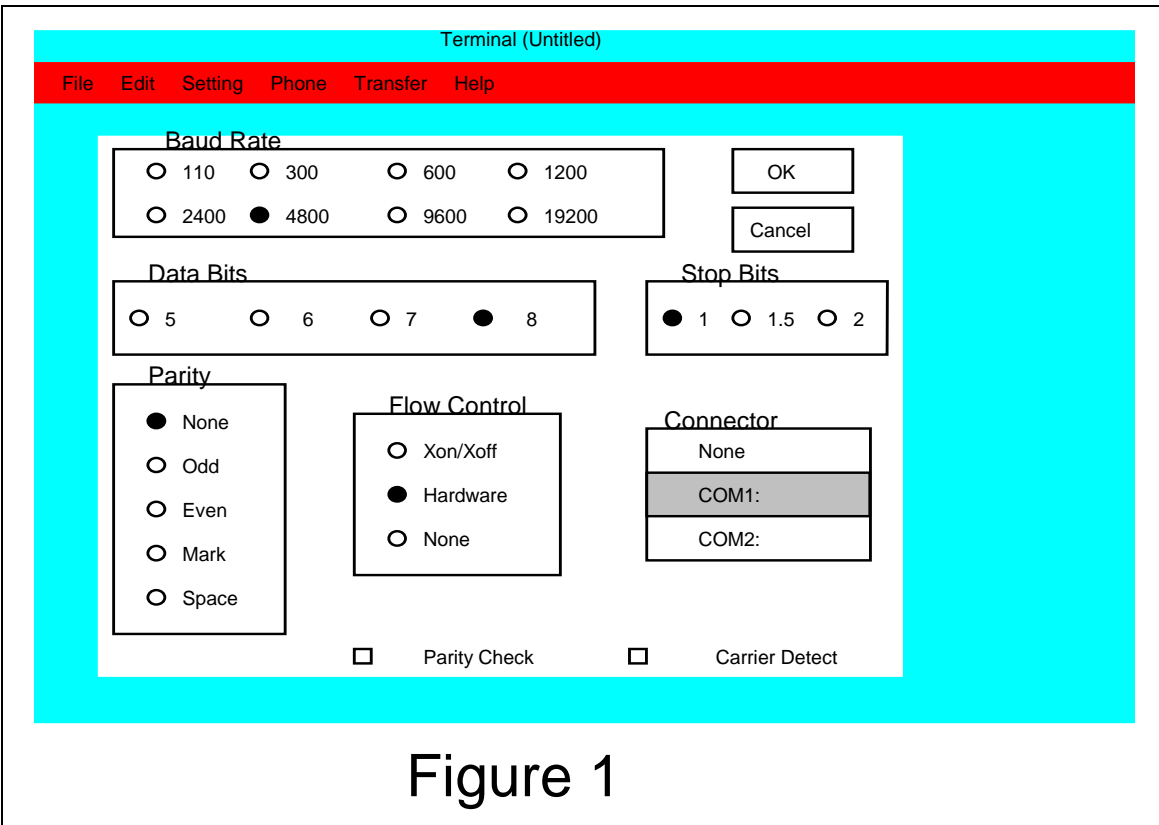 Terminal (Untitled)
File Edit Setting Phone Transfer Help
Baud Rate
110 300 600 1200
2400 4800 9600 19200
OK
Cancel
Data Bits
5 6 7 8
Stop Bits
1 1.5 2
Parity
None
Odd
Even
Mark
Space
Flow Control
Xon/Xoff
Hardware
None
Connector
None
COM1:
COM2:
Parity Check
Carrier Detect
Figure 1